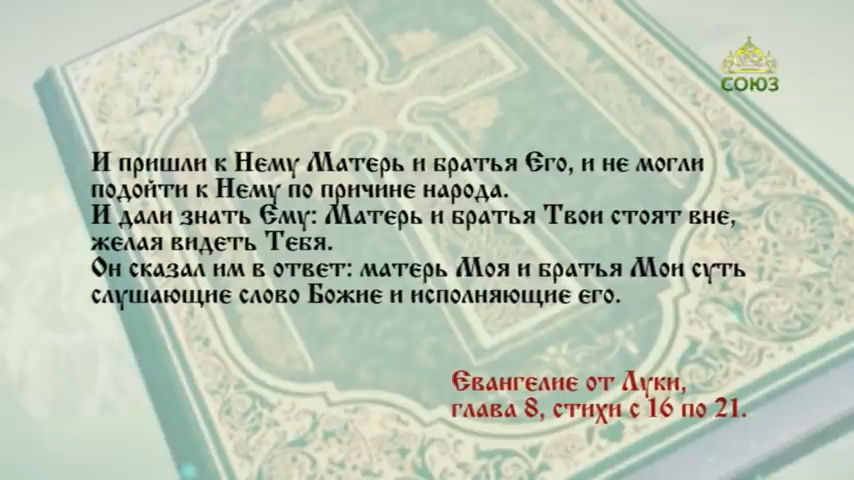 СОЮЗ
И пришли к Нему Матерь и братья Его, и не могли
подойти к Нему по причине народа.
И дали знать Ему: Матерь и братья Твои стоят вне,
желая видеть Тебя.
Он сказал им в ответ: матерь Моя и братья Мои суть
слушающие слово Божие и исполняющие его.
Евангелие от Луки,
глава 8, стихи с 16 по 21.